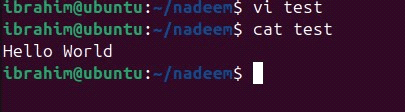 ibrahim@ubuntu:~/nadeem$ vi test
ibrahim@ubuntu:~/nadeem$ cat test
Hello World
ibrahim@ubuntu:~/nadeem$